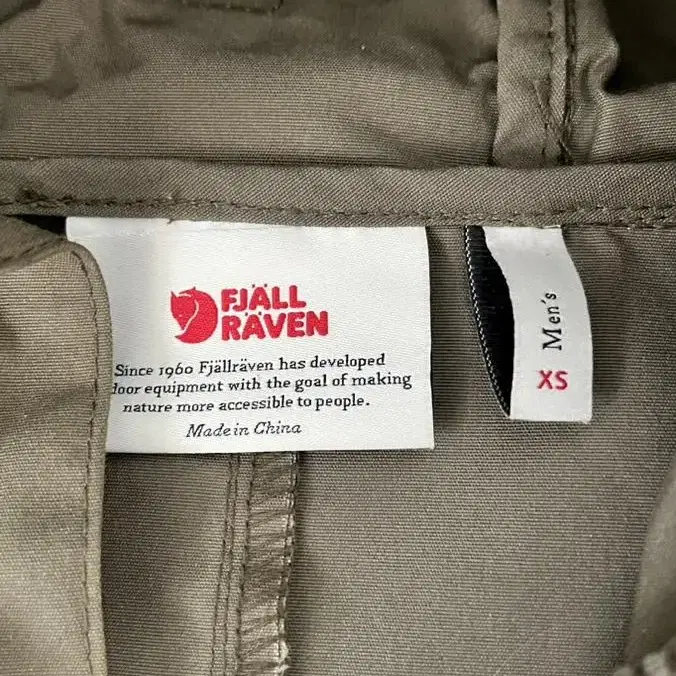 FJÄLL
RÄVEN
Since 1960 Fjällräven has developed
equipment with the goal of making
nature more accessible to people.
Made in China
Men's
XS